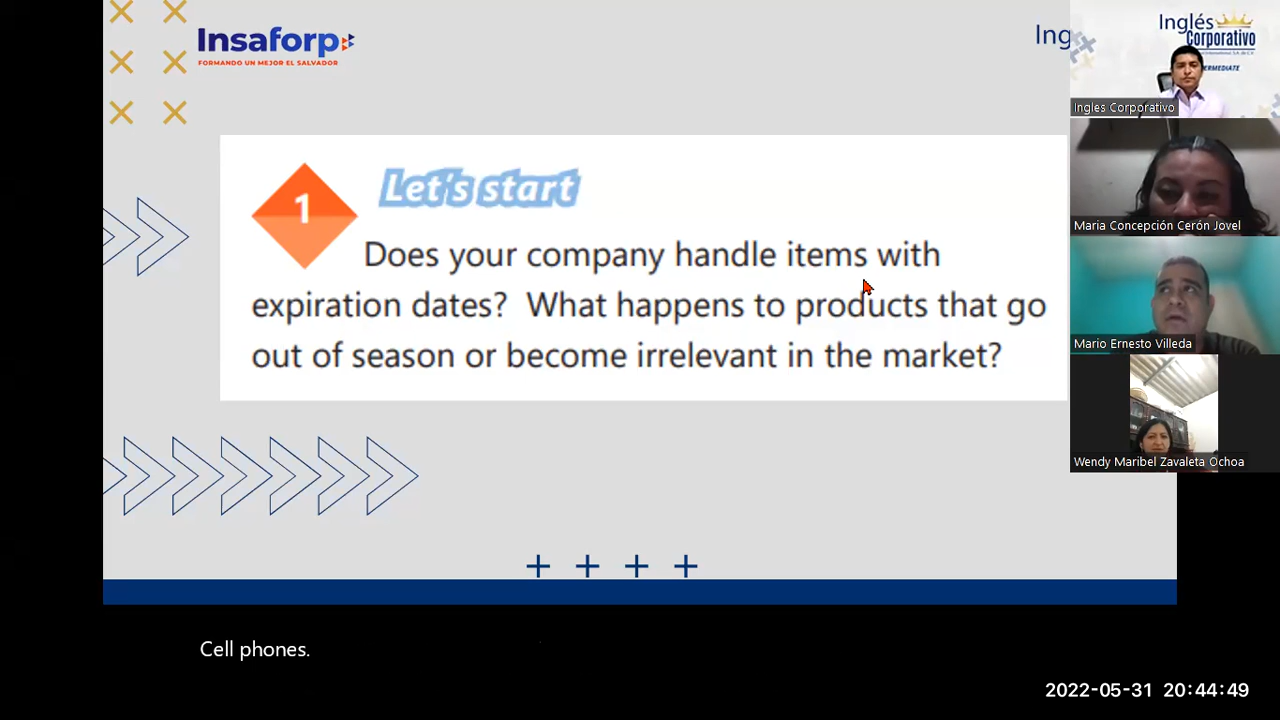 Insaforp
FORMANDO UN MEJOR EL SALVADOR
Ing
Inglés
Corporativo
Ingles Corporativo
Maria Concepción Cerón Jovel
Mario Ernesto Villeda
Wendy Maribel Zavaleta Ochoa
1
Let's start
Does your company handle items with
expiration dates? What happens to products that go
out of season or become irrelevant in the market?
Cell phones.
2022-05-31 20:44:49